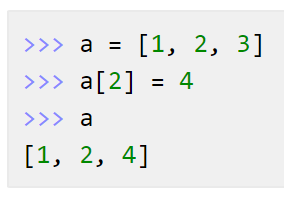 >>> a = [1, 2, 3]
>>> a[2] = 4
>>> a
[1, 2, 4]